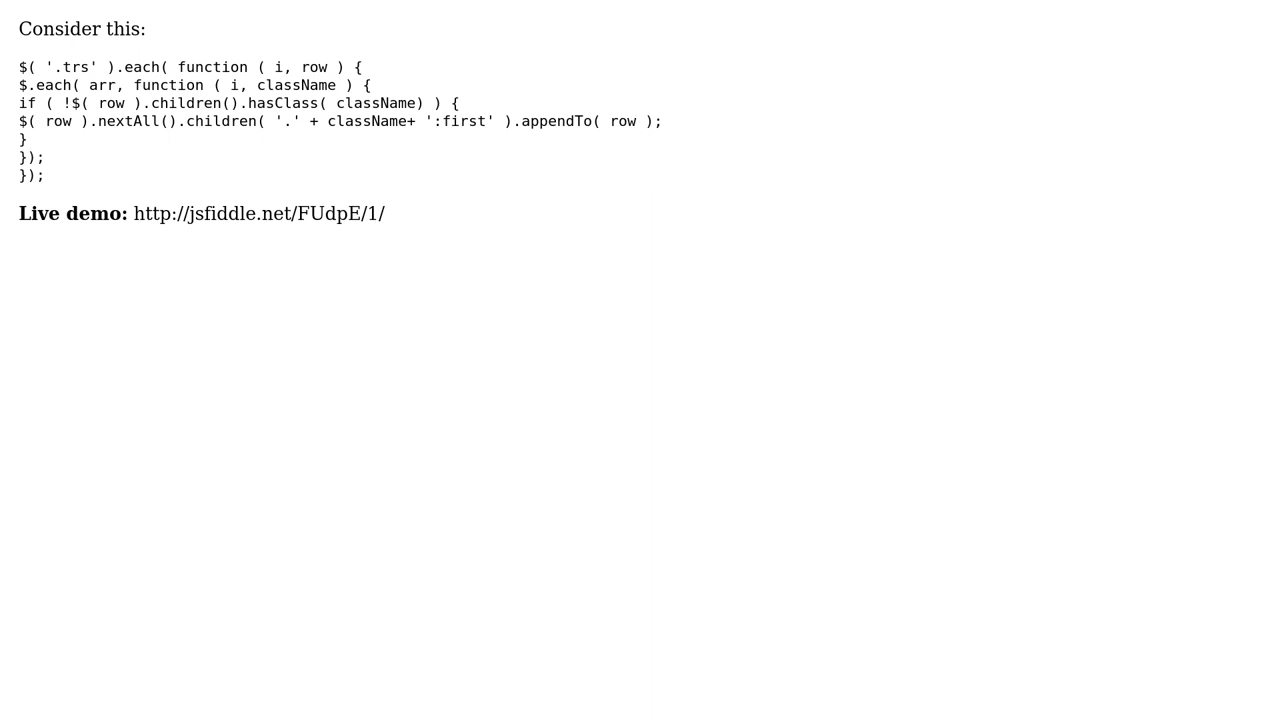 Consider this:
$( '.trs' ).each( function ( i, row ) {
$.each( arr, function ( i, className ) {
if ( !$( row ).children().hasClass( className) ) {
$( row ).nextAll().children( '.' + className+ ':first' ).appendTo( row );
}
});
});
Live demo: http://jsfiddle.net/FUdpE/1/